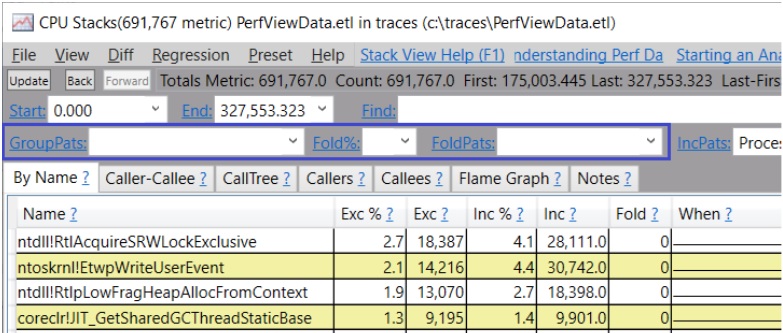 CPU Stacks(691,767 metric) PerfViewData.etl in traces (c:\traces\PerfViewData.etl)
File View Diff Regression Preset Help Stack View Help (F1) nderstanding Perf Da Starting an Ana
Update Back Forward Totals Metric: 691,767.0 Count: 691,767.0 First: 175,003.445 Last: 327,553.323 Last-Firs
Start: 0.000 End: 327,553.323 Find:
GroupPats: Fold%: FoldPats: IncPats: Proces
By Name ? Caller-Callee ? CallTree ? Callers ? Callees ? Flame Graph ? Notes ?
Name ? Exc % ? Exc ? Inc % ? Inc ? Fold ? When ?
ntdll!RtlAcquireSRWLockExclusive 2.7 18,387 4.1 28,111.0 0
ntoskrnl!EtwpWriteUserEvent 2.1 14,216 4.4 30,742.0 0
ntdll!RtlpLowFragHeapAllocFromContext 1.9 13,070 2.7 18,398.0 0
coreclr!JIT_GetSharedGCThreadStaticBase 1.3 9,195 1.4 9,901.0 0